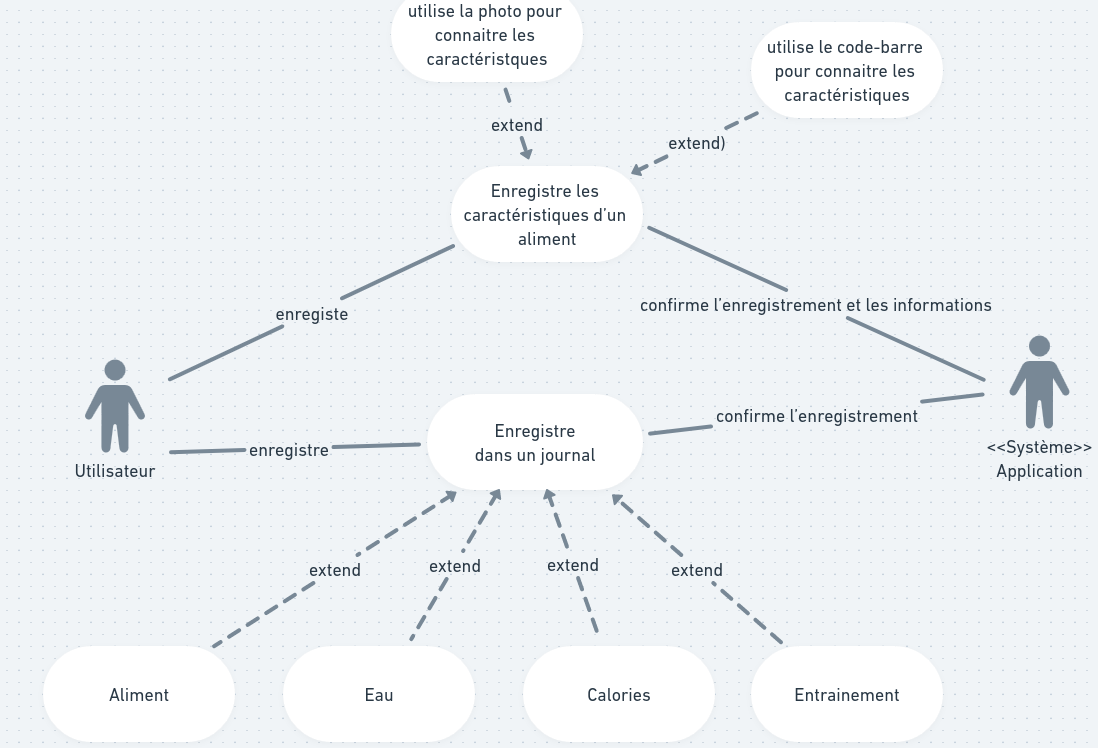 utilise la photo pour
connaitre les
caractéristques
utilise le code-barre
pour connaitre les
caractéristiques
extend
extend)
Enregistre les
caractéristiques d'un
aliment
enregiste
confirme l'enregistrement et les informations
Enregistre
dans un journal
confirme l'enregistrement
enregistre
Utilisateur
<<Système>>
Application
extend
extend
extend
extend
Aliment
Eau
Calories
Entrainement